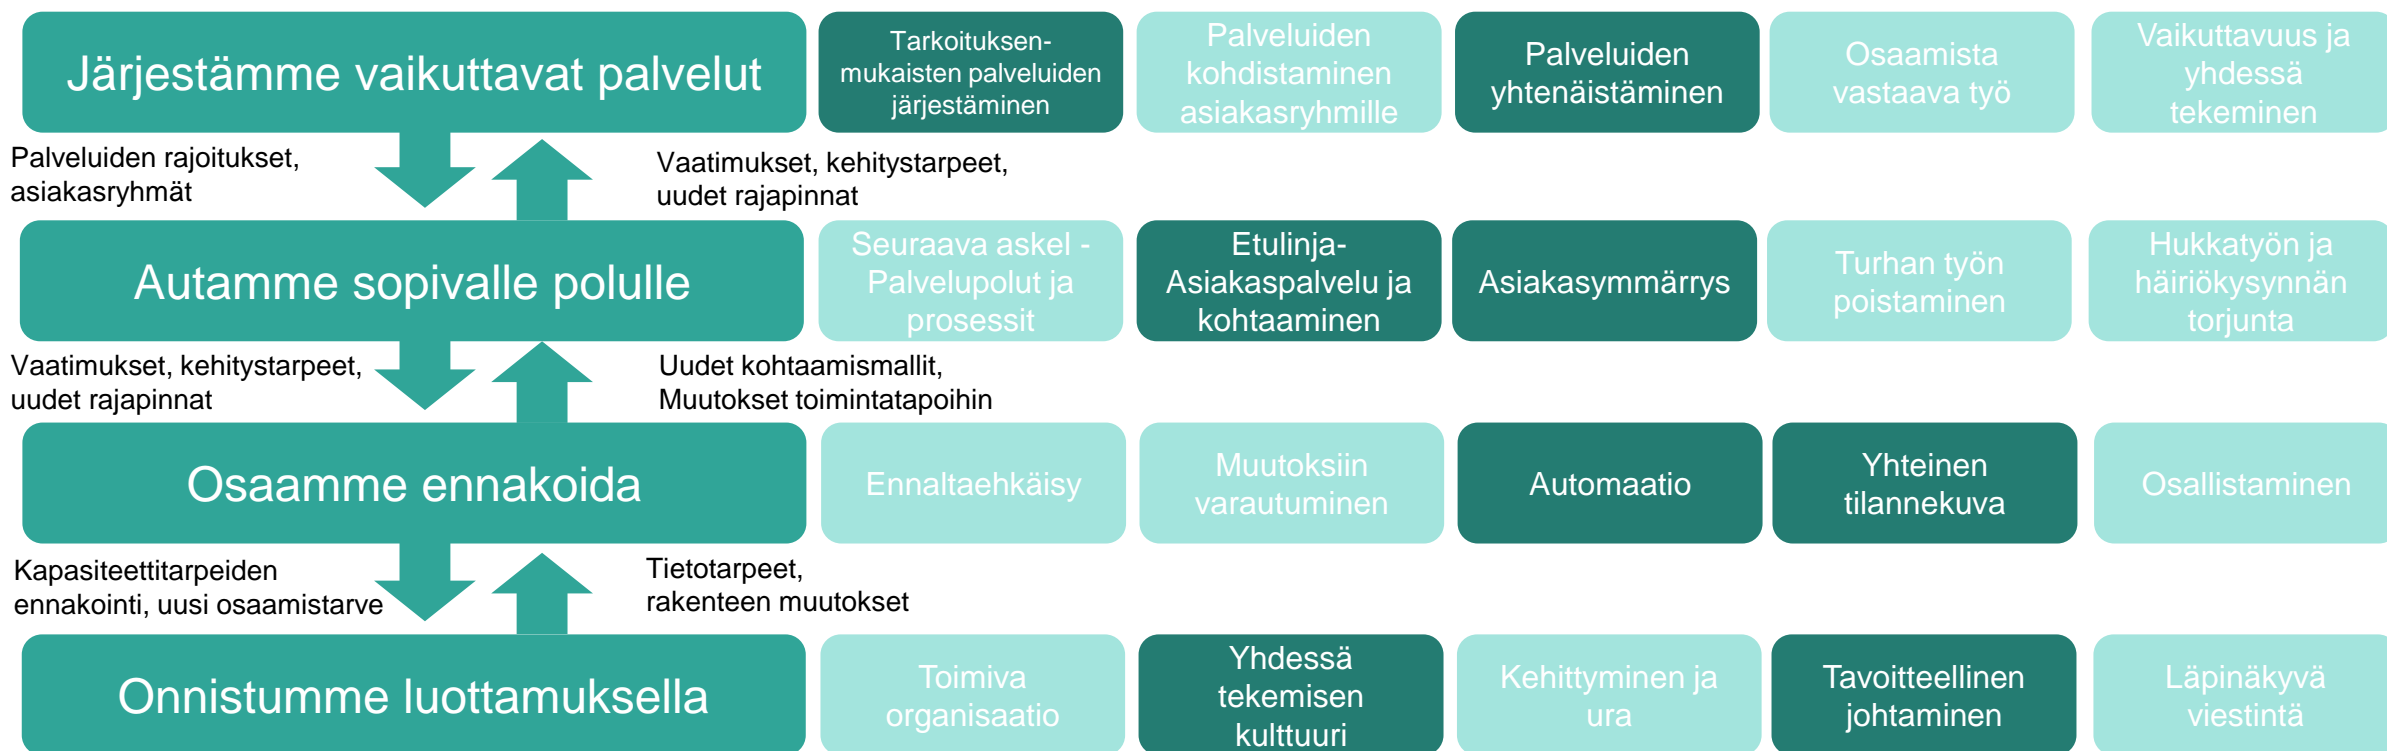 Järjestämme vaikuttavat palvelut
Tarkoituksen-
mukaisten palveluiden
järjestäminen
Palveluiden
kohdistaminen
asiakasryhmille
Palveluiden
yhtenäistäminen
Osaamista
vastaava työ
Vaikuttavuus ja
yhdessä
tekeminen
Palveluiden rajoitukset,
asiakasryhmät
Vaatimukset, kehitystarpeet,
uudet rajapinnat
Autamme sopivalle polulle
Seuraava askel -
Palvelupolut ja
prosessit
Etulinja-
Asiakaspalvelu ja
kohtaaminen
Asiakasymmärrys
Turhan työn
poistaminen
Hukkatyön ja
häiriökysynnän
torjunta
Vaatimukset, kehitystarpeet,
uudet rajapinnat
Uudet kohtaamismallit,
Muutokset toimintatapoihin
Osaamme ennakoida
Ennaltaehkäisy
Muutoksiin
varautuminen
Automaatio
Yhteinen
tilannekuva
Osallistaminen
Kapasiteettitarpeiden
ennakointi, uusi osaamistarve
Tietotarpeet,
rakenteen muutokset
Onnistumme luottamuksella
Toimiva
organisaatio
Yhdessä
tekemisen
kulttuuri
Kehittyminen ja
ura
Tavoitteellinen
johtaminen
Läpinäkyvä
viestintä